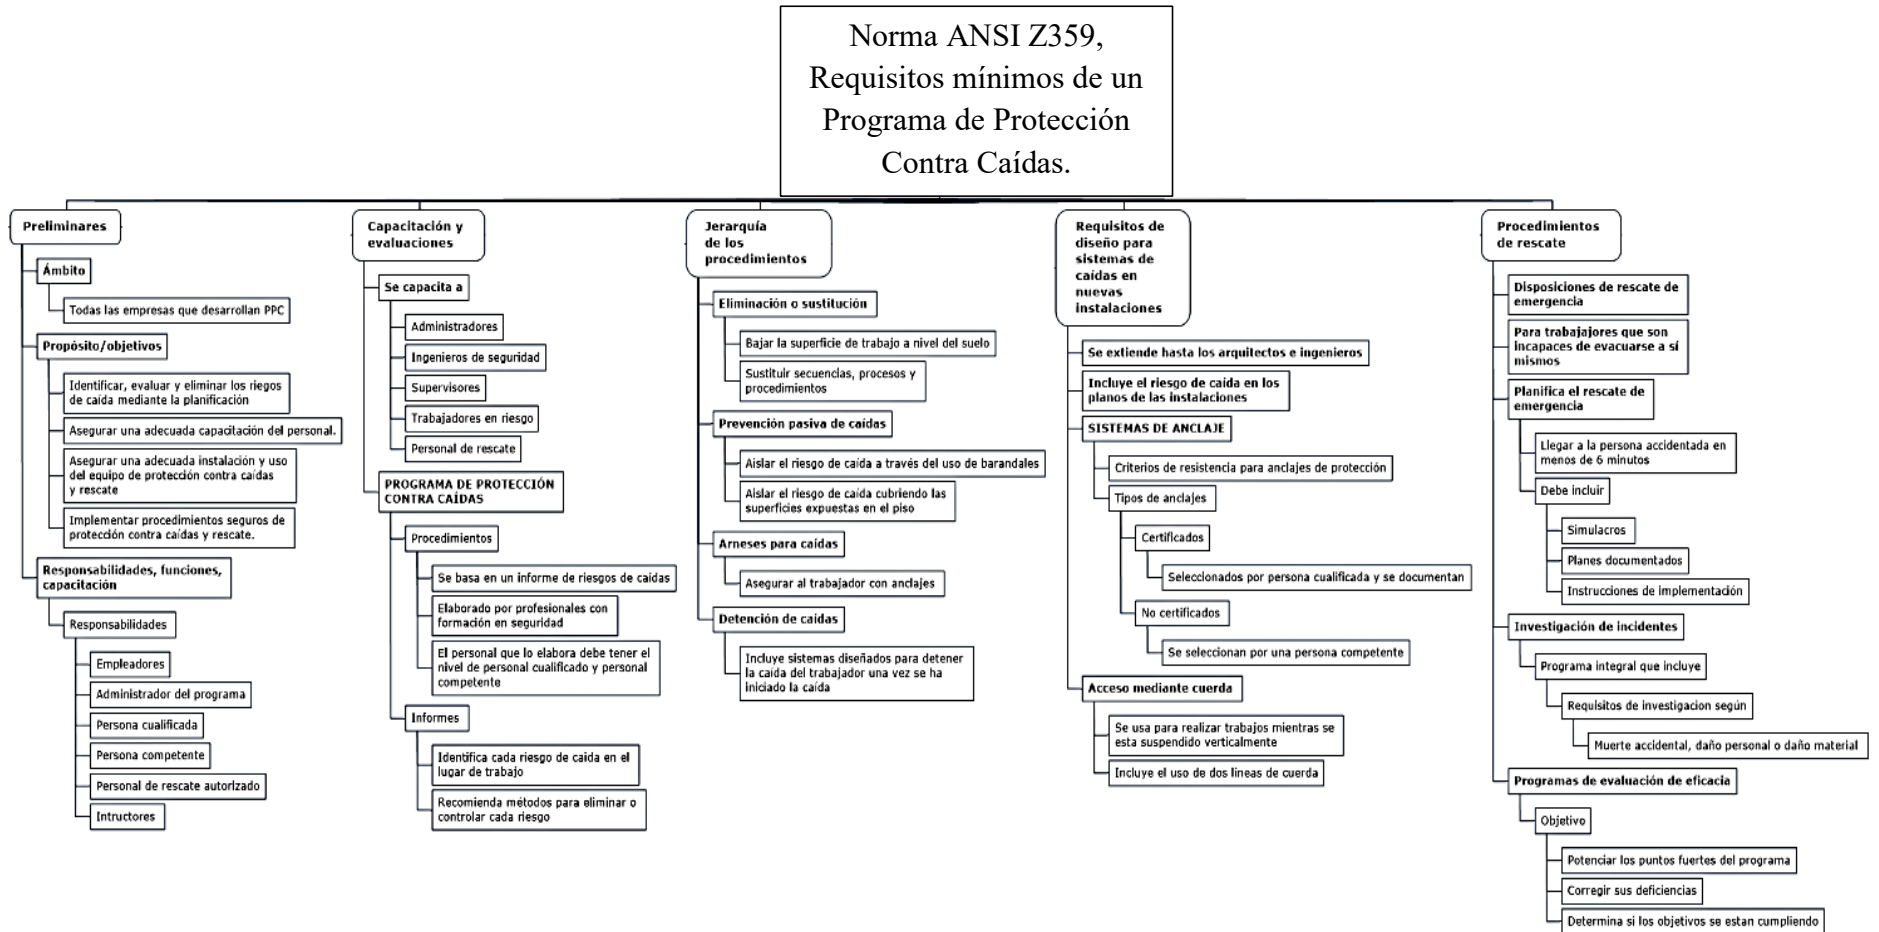 Norma ANSI Z359,
Requisitos mínimos de un
Programa de Protección
Contra Caídas.
Preliminares
Ámbito
Todas las empresas que desarrollan PPC
Propósito/objetivos
Identificar, evaluar y eliminar los riegos
de caída mediante la planificación
Asegurar una adecuada capacitación del personal.
Asegurar una adecuada instalación y uso
del equipo de protección contra caídas
y rescate
Implementar procedimientos seguros de
protección contra caídas y rescate.
Responsabilidades, funciones,
capacitación
Responsabilidades
Empleadores
Administrador del programa
Persona cualificada
Persona competente
Personal de rescate autorizado
Intructores
Capacitación y
evaluaciones
Se capacita a
Administradores
Ingenieros de seguridad
Supervisores
Trabajadores en riesgo
Personal de rescate
PROGRAMA DE PROTECCIÓN
CONTRA CAÍDAS
Procedimientos
Se basa en un informe de riesgos de caídas
Elaborado por profesionales con
formación en seguridad
El personal que lo elabora debe tener el
nivel de personal cualificado y personal
competente
Informes
Identifica cada riesgo de caida en el
lugar de trabajo
Recomienda métodos para eliminar o
controlar cada riesgo
Jerarquía
de los
procedimientos
Eliminación o sustitución
Bajar la superficie de trabajo a nivel del suelo
Sustituir secuencias, procesos y
procedimientos
Prevención pasiva de caídas
Aislar el riesgo de caída a través del uso de barandales
Aislar el riesgo de caída cubriendo las
superficies expuestas en el piso
Arneses para caídas
Asegurar al trabajador con anclajes
Detención de caídas
Incluye sistemas diseñados para detener
la caída del trabajador una vez se ha
iniciado la caída
Requisitos de
diseño para
sistemas de
caídas en
nuevas
instalaciones
Se extiende hasta los arquitectos e ingenieros
Incluye el riesgo de caída en los
planos de las instalaciones
SISTEMAS DE ANCLAJE
Criterios de resistencia para anclajes de protección
Tipos de anclajes
Certificados
Seleccionados por persona cualificada y se documentan
No certificados
Se seleccionan por una persona competente
Acceso mediante cuerda
Se usa para realizar trabajos mientras se
esta suspendido verticalmente
Incluye el uso de dos lineas de cuerda
Procedimientos
de rescate
Disposiciones de rescate de
emergencia
Para trabajajores que son
incapaces de evacuarse a sí
mismos
Planifica el rescate de
emergencia
Llegar a la persona accidentada en
menos de 6 minutos
Debe incluir
Simulacros
Planes documentados
Instrucciones de implementación
Investigación de incidentes
Programa integral que incluye
Requisitos de investigacion según
Muerte accidental, daño personal o daño material
Programas de evaluación de eficacia
Objetivo
Potenciar los puntos fuertes del programa
Corregir sus deficiencias
Determina si los objetivos se estan cumpliendo